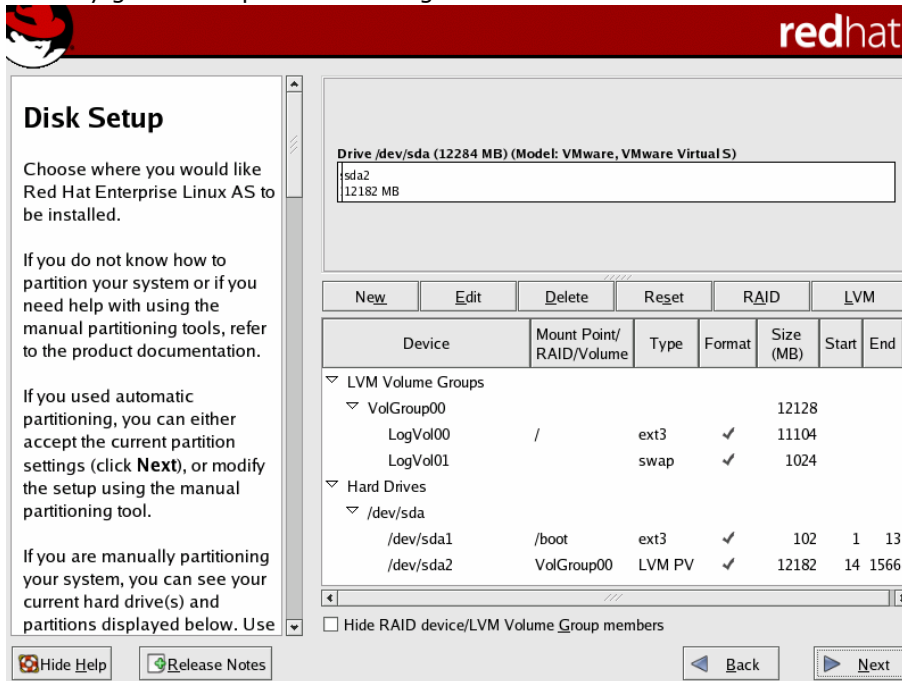 redhat
Disk Setup
Choose where you would like
Red Hat Enterprise Linux AS to
be installed.
If you do not know how to
partition your system or if you
need help with using the
manual partitioning tools, refer
to the product documentation.
If you used automatic
partitioning, you can either
accept the current partition
settings (click Next), or modify
the setup using the manual
partitioning tool.
If you are manually partitioning
your system, you can see your
current hard drive(s) and
partitions displayed below. Use
Drive /dev/sda (12284 MB) (Model: VMware, VMware Virtual S)
sda2
12182 MB
New Edit Delete Reset RAID LVM
Device Mount Point/ RAID/Volume Type Format Size (MB) Start End
LVM Volume Groups
VolGroup00 12128
LogVol00 / ext3 ✓ 11104
LogVol01 swap ✓ 1024
Hard Drives
/dev/sda
/dev/sda1 /boot ext3 ✓ 102 1 13
/dev/sda2 VolGroup00 LVM PV ✓ 12182 14 1566
Hide RAID device/LVM Volume Group members
Hide Help Release Notes Back Next